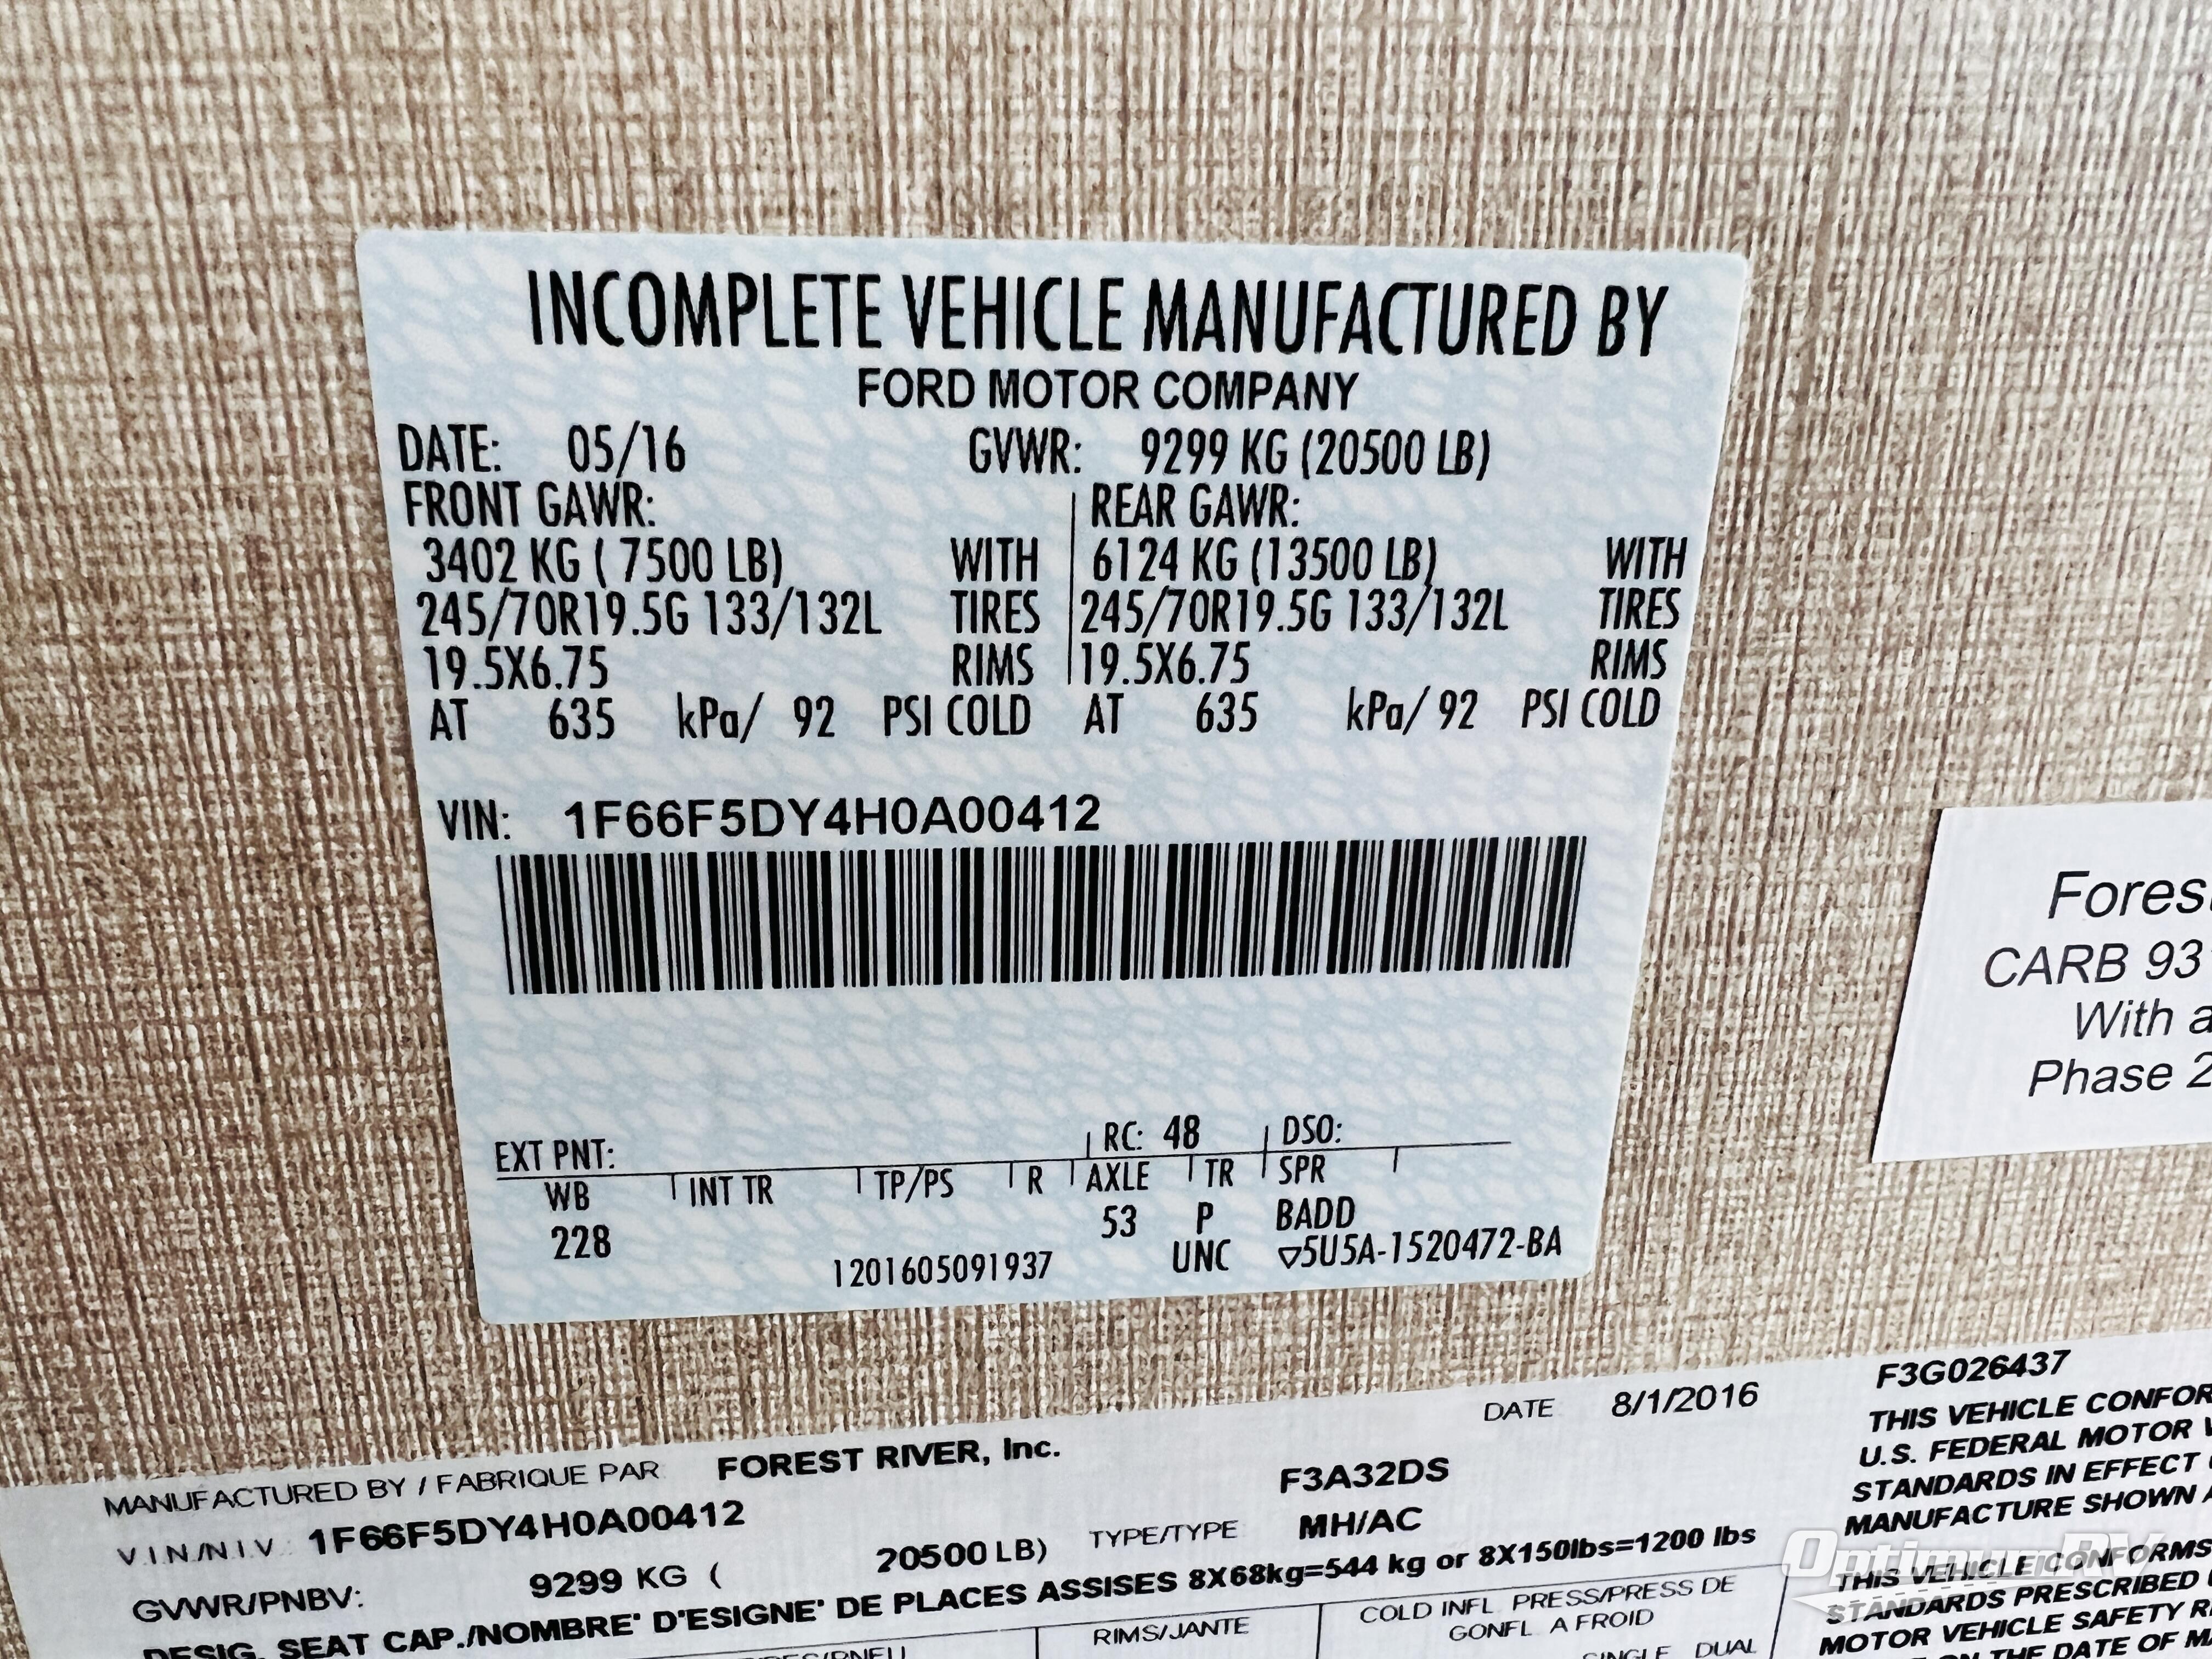 INCOMPLETE VEHICLE MANUFACTURED BY
FORD MOTOR COMPANY
DATE: 05/16 GVWR: 9299 KG (20500 LB)
FRONT GAWR: REAR GAWR:
3402 KG ( 7500 LB) WITH 6124 KG (13500 LB) WITH
245/70R19.5G 133/132L TIRES 245/70R19.5G 133/132L TIRES
19.5X6.75 RIMS 19.5X6.75 RIMS
AT 635 kPa/ 92 PSI COLD AT 635 kPa/ 92 PSI COLD
VIN: 1F66F5DY4H0A00412
EXT PNT: RC: 48 DSO:
WB INT TR TP/PS R AXLE TR SPR
228 53 P BADD
1201605091937 UNC ▽5U5A-1520472-BA
Fores
CARB 93
With a
Phase 2
MANUFACTURED BY / FABRIQUE PAR FOREST RIVER, Inc. DATE 8/1/2016
V.I.N./N.I.V. 1F66F5DY4H0A00412 F3A32DS
GVWR/PNBV: 9299 KG ( 20500 LB) TYPE/TYPE MH/AC
DESIG. SEAT CAP./NOMBRE' D'ESIGNE' DE PLACES ASSISES 8X68kg=544 kg or 8X150lbs=1200 lbs
RIMS/JANTE COLD INFL. PRESS/PRESS DE
GONFL. A FROID
SINGLE DUAL
F3G026437
THIS VEHICLE CONFOR
U.S. FEDERAL MOTOR V
STANDARDS IN EFFECT
MANUFACTURE SHOWN A
THIS VEHICLE CONFORMS
STANDARDS PRESCRIBED
MOTOR VEHICLE SAFETY R
ON THE DATE OF MA
OptimumRV